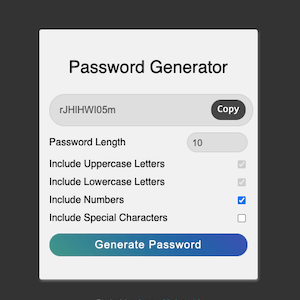 Password Generator
rJHIHWI05m Copy
Password Length 10
Include Uppercase Letters
Include Lowercase Letters
Include Numbers
Include Special Characters
Generate Password